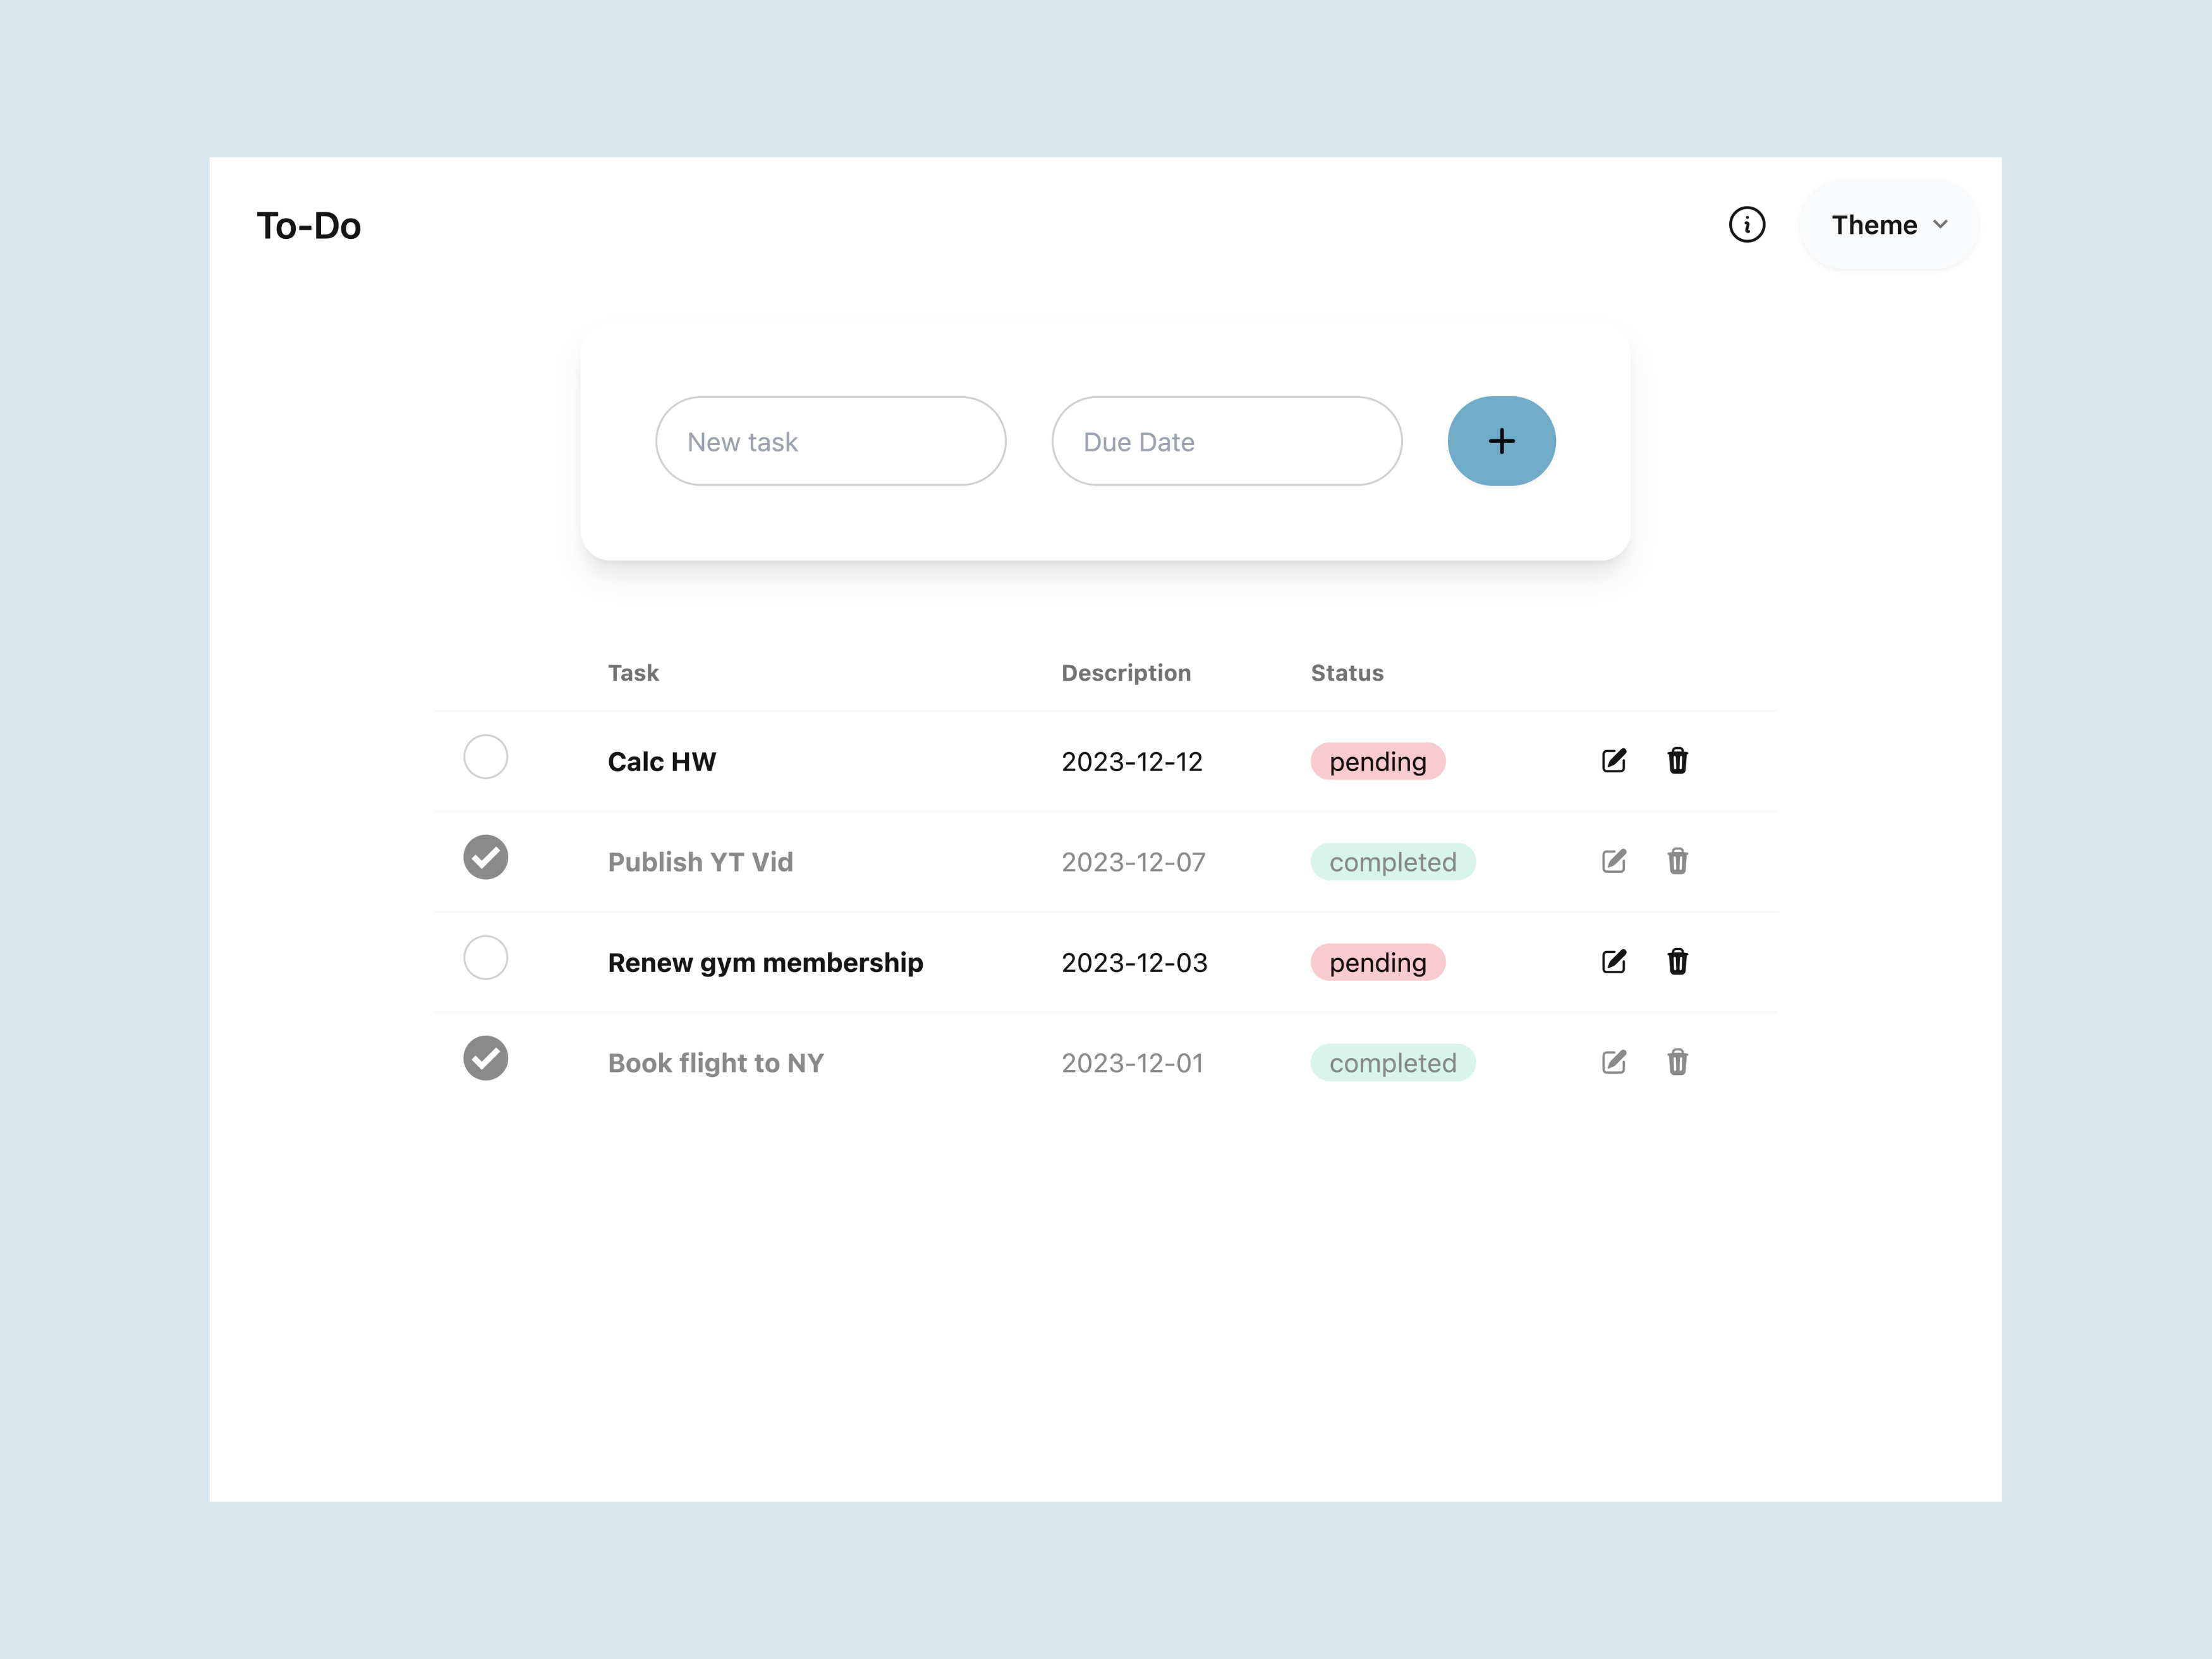 To-Do
Theme
New task Due Date
Task Description Status
Calc HW 2023-12-12 pending
Publish YT Vid 2023-12-07 completed
Renew gym membership 2023-12-03 pending
Book flight to NY 2023-12-01 completed